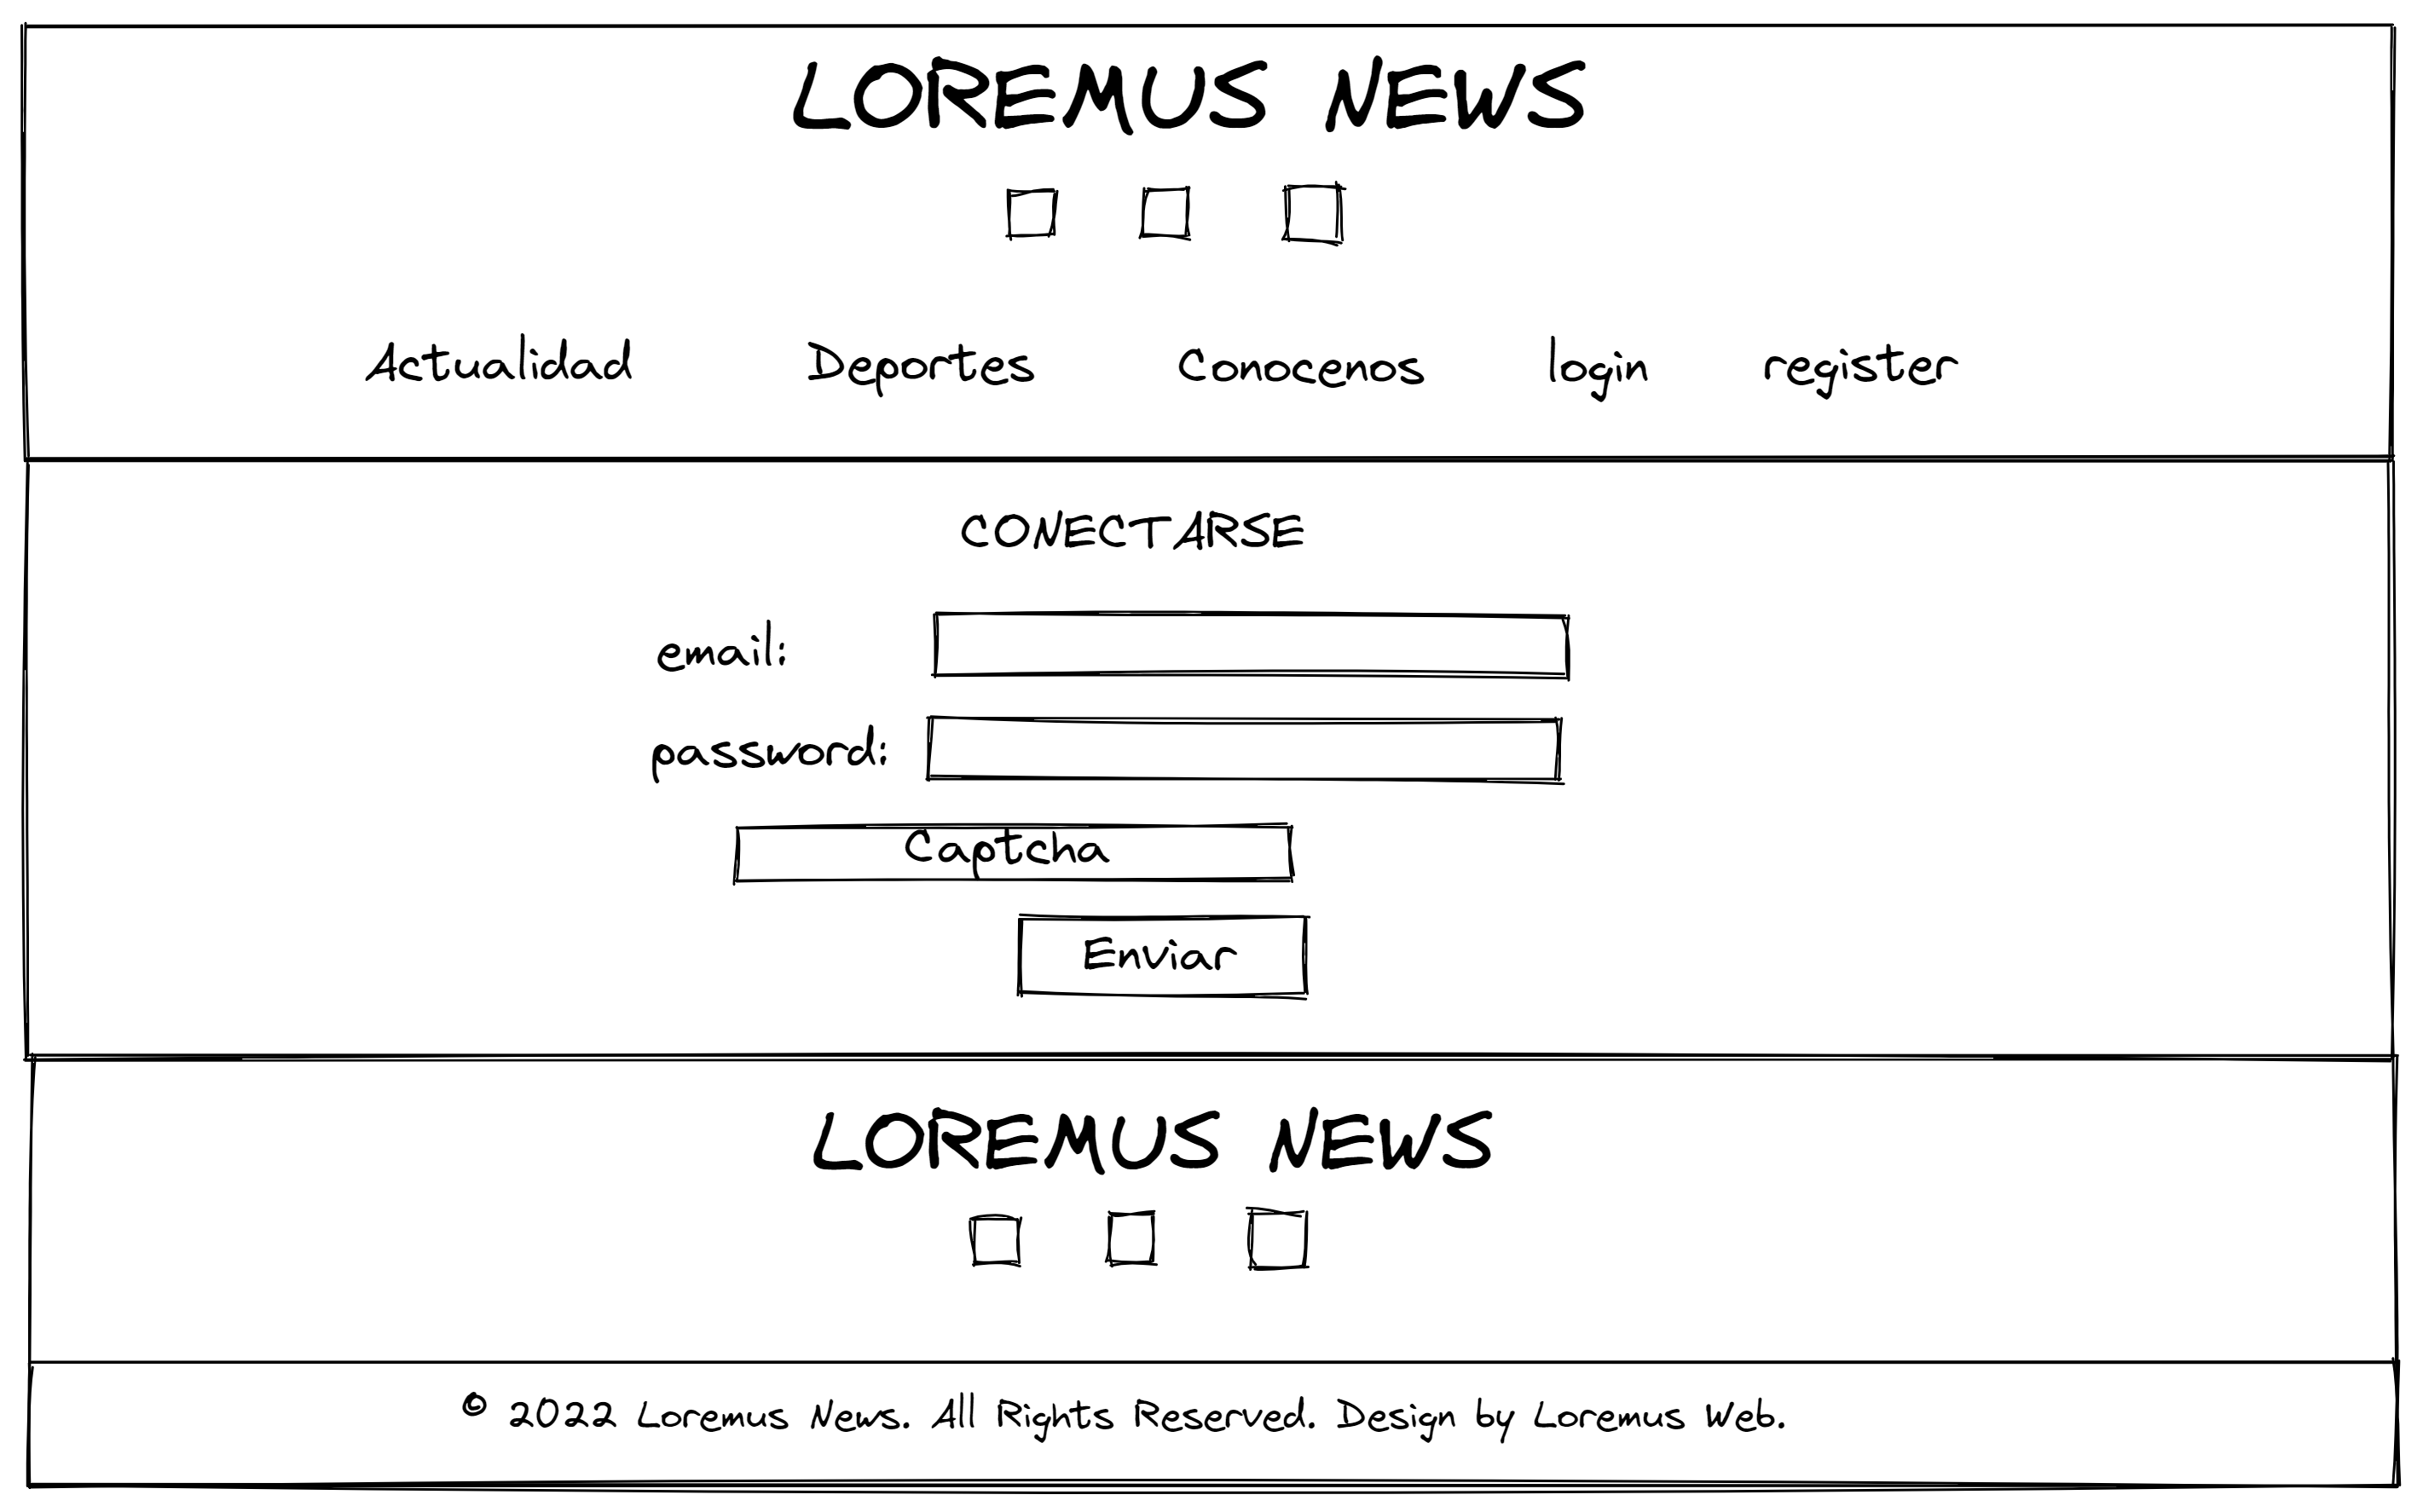 LOREMUS NEWS
Actualidad Deportes Conocenos login register
CONECTARSE
email:
password:
Captcha
Enviar
LOREMUS NEWS
© 2022 Loremus News. All Rights Reserved. Design by Loremus Web.